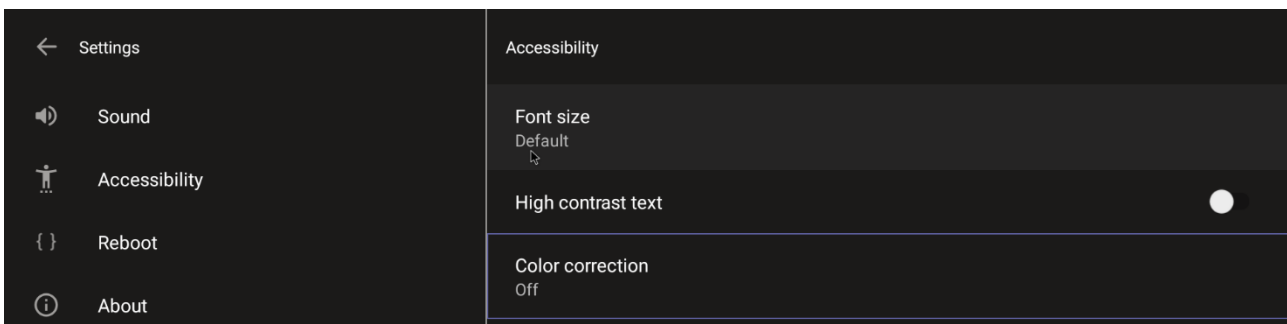 Settings
Sound
Accessibility
Reboot
About
Accessibility
Font size
Default
High contrast text
Color correction
Off